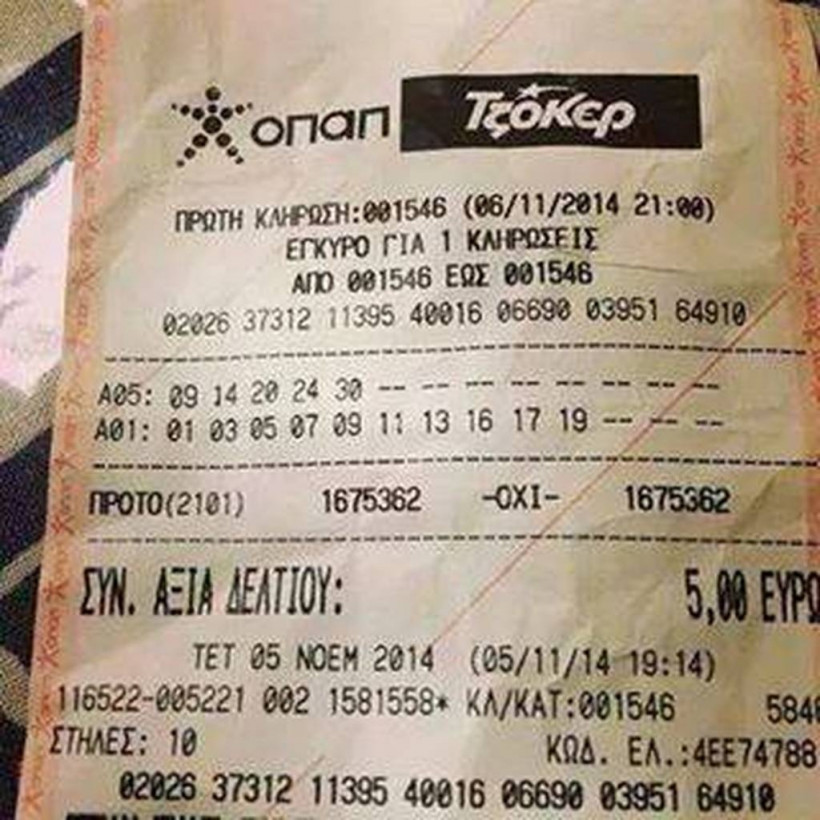 οπαπ Τζόκερ
ΠΡΩΤΗ ΚΛΗΡΩΣΗ:001546 (06/11/2014 21:00)
ΕΓΚΥΡΟ ΓΙΑ 1 ΚΛΗΡΩΣΕΙΣ
ΑΠΟ 001546 ΕΩΣ 001546
02026 37312 11395 40016 06690 03951 64910
A05: 09 14 20 24 30 -- -- -- -- -- -- -- --
A01: 01 03 05 07 09 11 13 16 17 19 -- -- --
ΠΡΟΤΟ(2101) 1675362 -ΟΧΙ- 1675362
ΣΥΝ. ΑΞΙΑ ΔΕΛΤΙΟΥ: 5,00 ΕΥΡΩ
ΤΕΤ 05 ΝΟΕΜ 2014 (05/11/14 19:14)
116522-005221 002 1581558* ΚΛ/ΚΑΤ:001546 5846
ΣΤΗΛΕΣ: 10 ΚΩΔ. ΕΛ.:4EE74788
02026 37312 11395 40016 06690 03951 64910